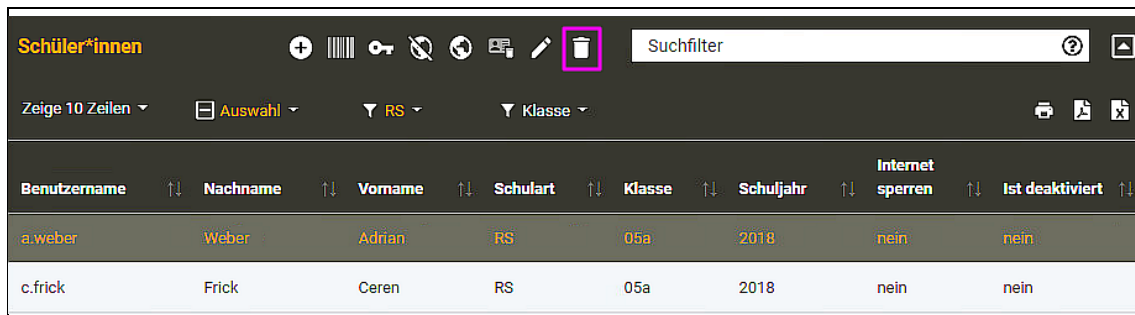 Schüler*innen Suchfilter
Zeige 10 Zeilen Auswahl RS Klasse
Benutzername Nachname Vorname Schulart Klasse Schuljahr Internet sperren Ist deaktiviert
a.weber Weber Adrian RS 05a 2018 nein nein
c.frick Frick Ceren RS 05a 2018 nein nein